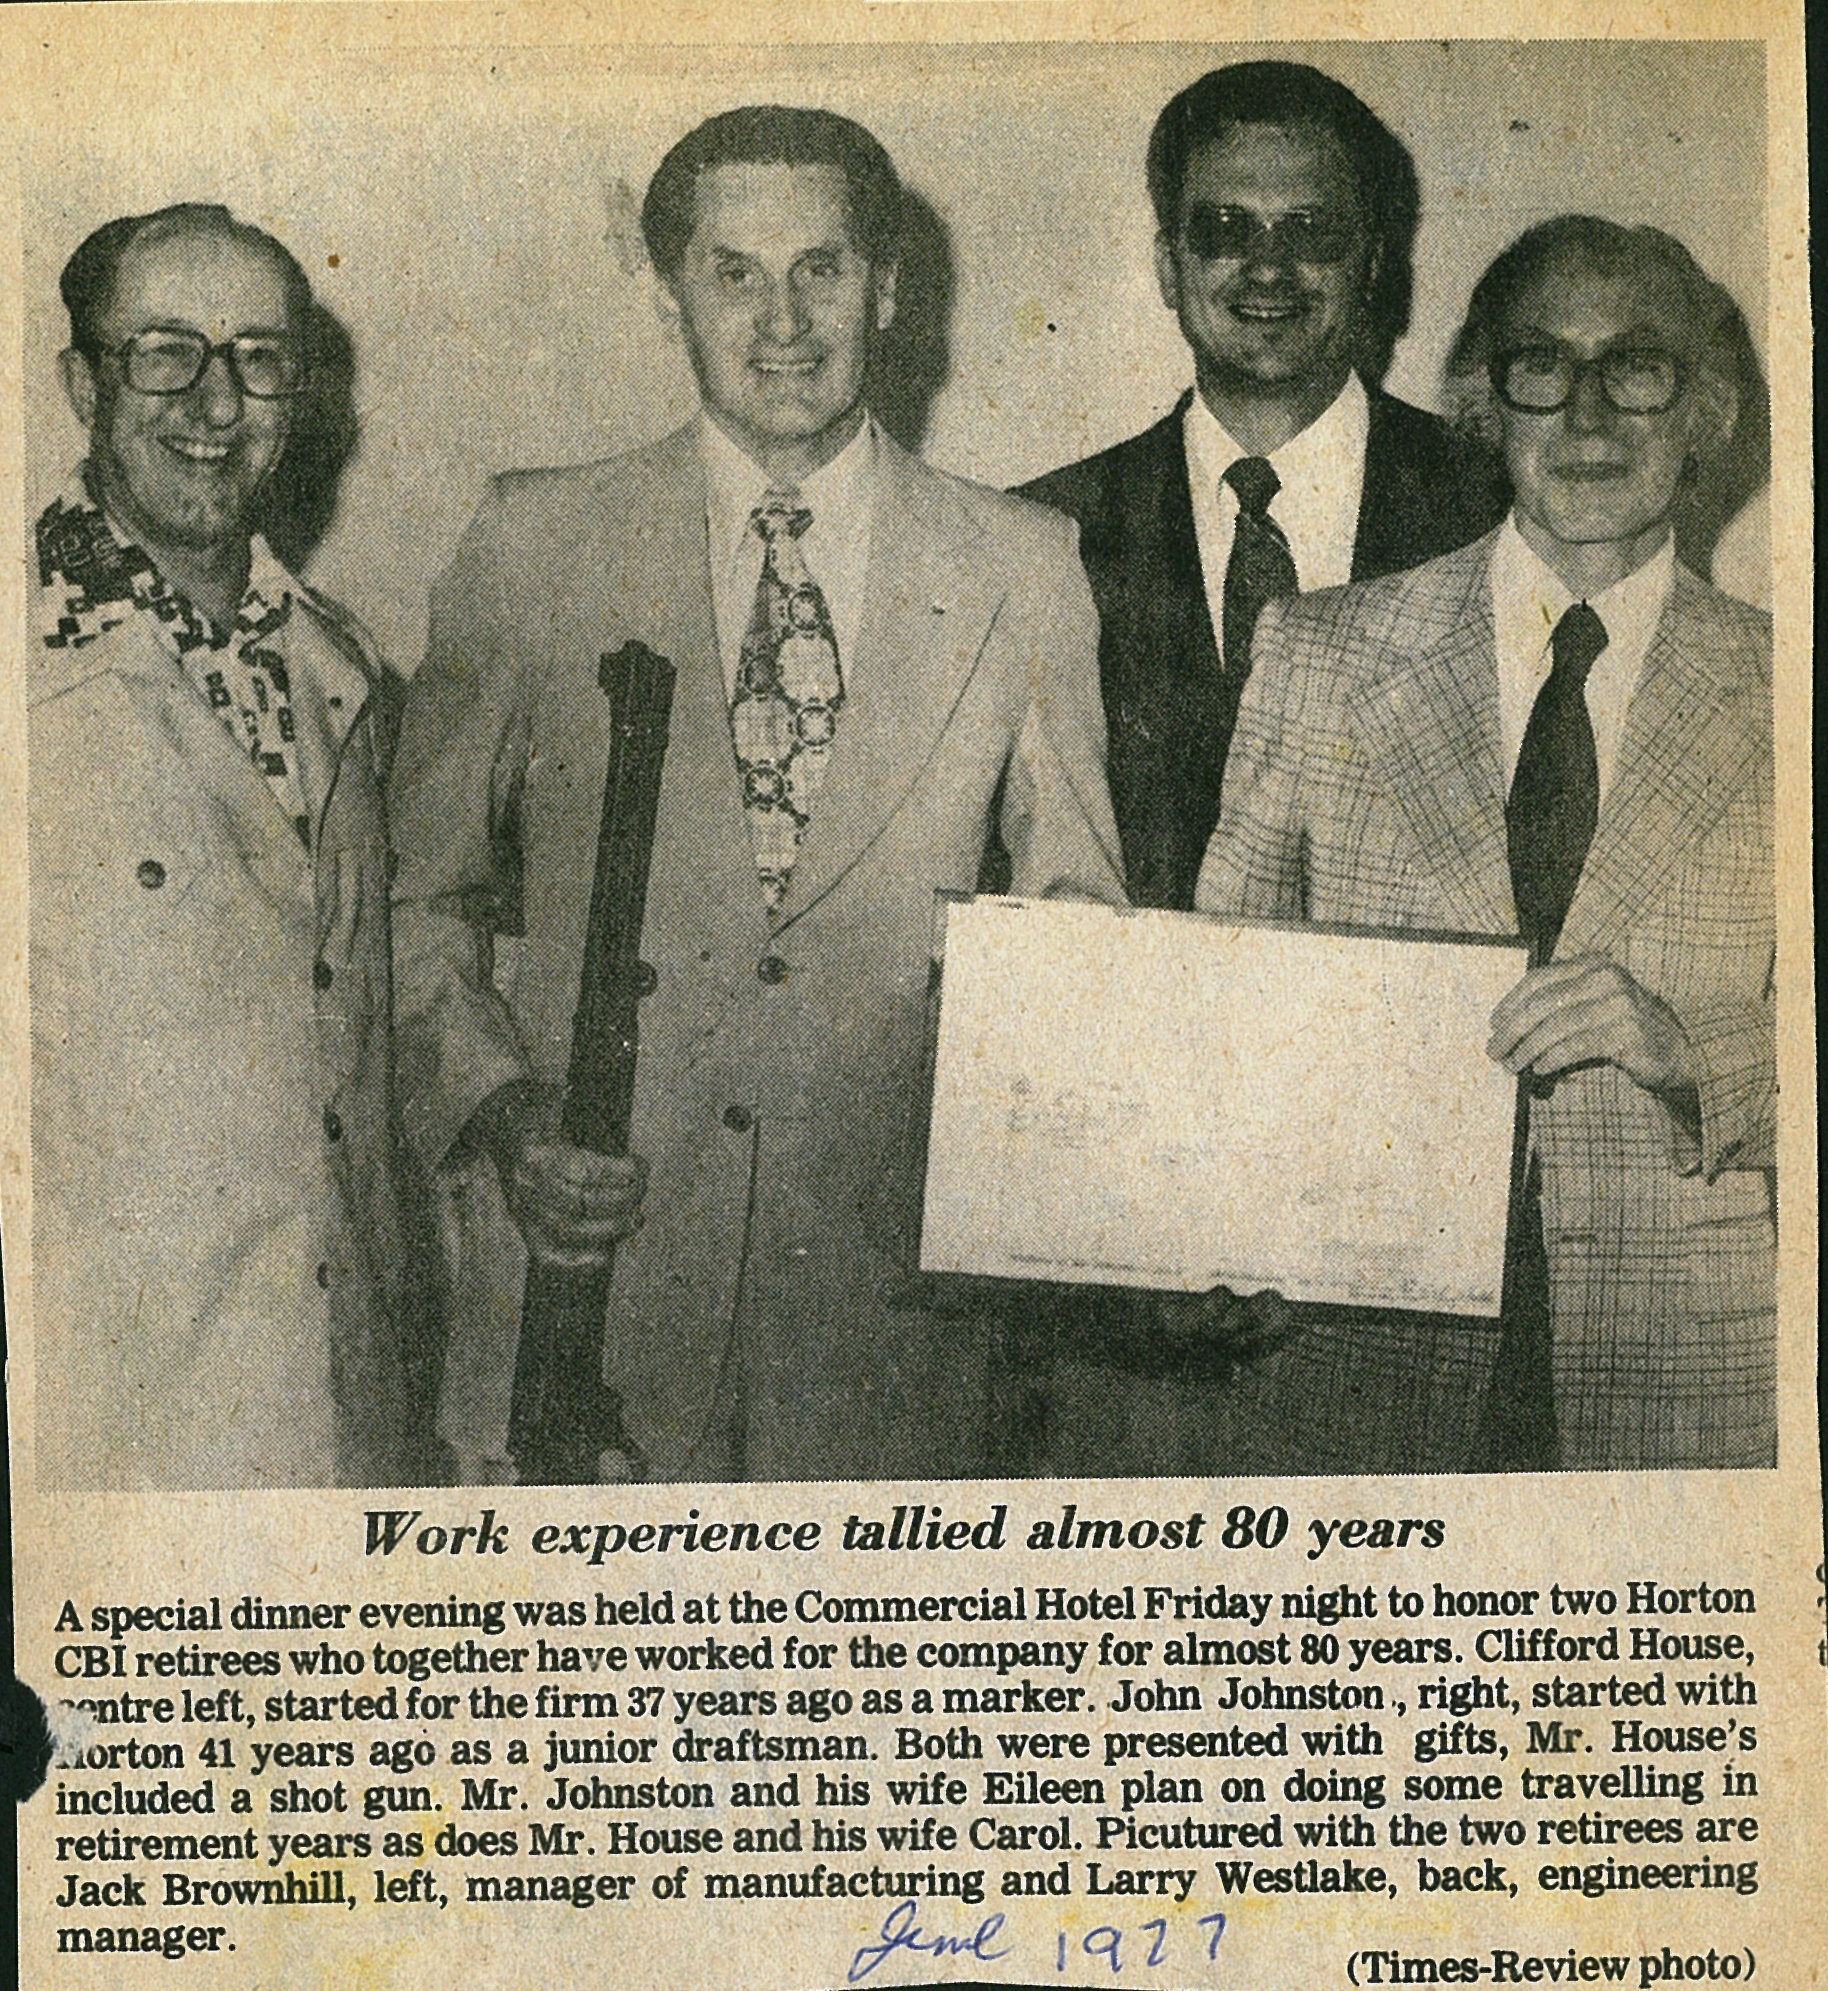 Work experience tallied almost 80 years
A special dinner evening was held at the Commercial Hotel Friday night to honor two Horton
CBI retirees who together have worked for the company for almost 80 years. Clifford House,
entre left, started for the firm 37 years ago as a marker. John Johnston., right, started with
orton 41 years ago as a junior draftsman. Both were presented with gifts, Mr. House's
included a shot gun. Mr. Johnston and his wife Eileen plan on doing some travelling in
retirement years as does Mr. House and his wife Carol. Picutured with the two retirees are
Jack Brownhill, left, manager of manufacturing and Larry Westlake, back, engineering
manager.
June 1977
(Times-Review photo)